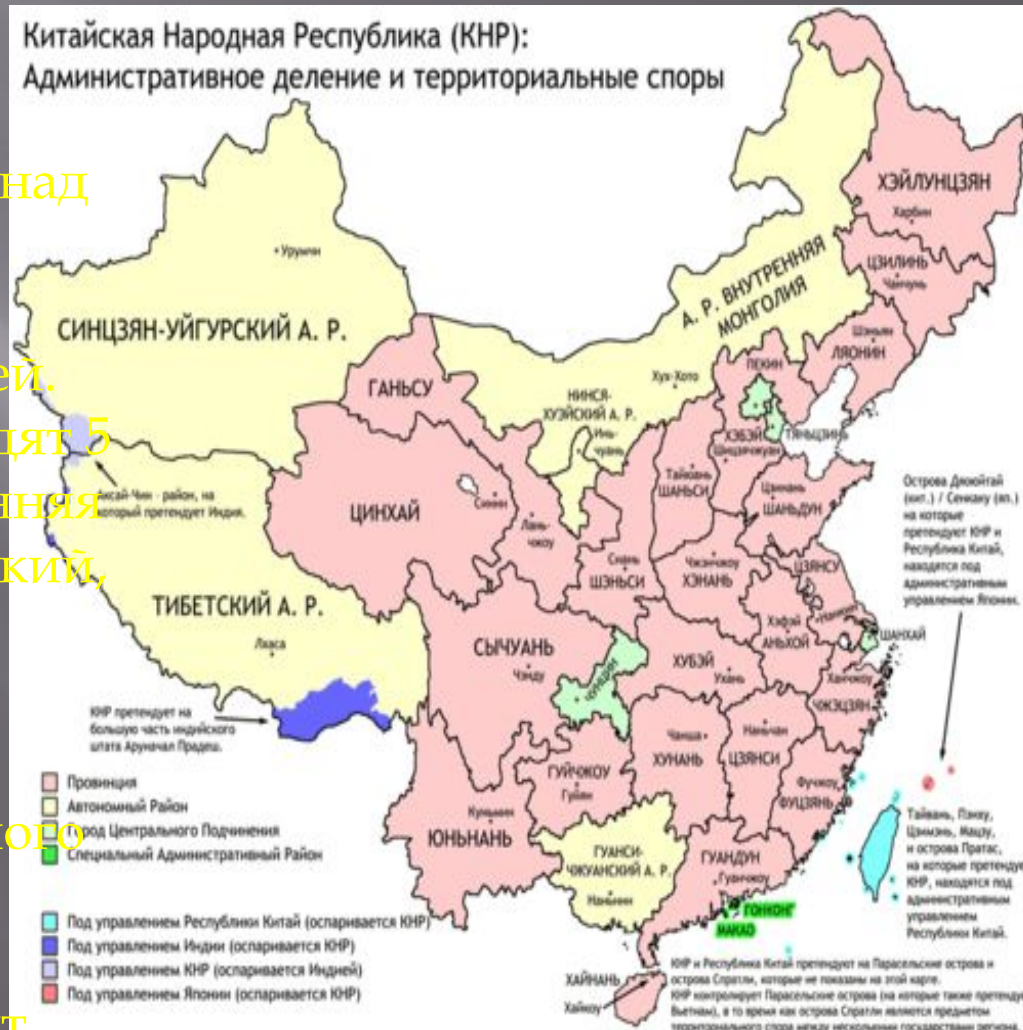 Китайская Народная Республика (КНР):
Административное деление и территориальные споры
над
ей.
дят 5
нняя
кий,
ого
ХЭЙЛУНЦЗЯН
Харбин
ЦЗИЛИНЬ
Чанчунь
Шэньян
ЛЯОНИН
Урумчи
СИНЦЗЯН-УЙГУРСКИЙ А. Р.
А. Р. ВНУТРЕННЯЯ
МОНГОЛИЯ
Хух-Хото
ГАНЬСУ
НИНСЯ-
ХУЭЙСКИЙ А. Р.
Инь-
чуань
ПЕКИН
ТЯНЬЦЗИНЬ
ХЭБЭЙ
Шицзячжуан
Тайюань
ШАНЬСИ
Цзинань
ШАНЬДУН
Аксай-Чин - район, на
который претендует Индия.
ЦИНХАЙ
Синин
Лань-
чжоу
Сиань
ШЭНЬСИ
Чжэнчжоу
ХЭНАНЬ
ЦЗЯНСУ
Нанкин
Хэфэй
АНЬХОЙ
ШАНХАЙ
Острова Дяоюйтай
(кит.) / Сенкаку (яп.)
на которые
претендуют КНР и
Республика Китай,
находятся под
административным
управлением Японии.
ТИБЕТСКИЙ А. Р.
Лхаса
СЫЧУАНЬ
Чэнду
ЧУНЦИН
ХУБЭЙ
Ухань
Ханчжоу
ЧЖЭЦЗЯН
КНР претендует на
большую часть индийского
штата Аруначал Прадеш.
ГУЙЧЖОУ
Гуйян
Чанша
ХУНАНЬ
Наньчан
ЦЗЯНСИ
Фучжоу
ФУЦЗЯНЬ
Куньмин
ЮНЬНАНЬ
ГУАНСИ-
ЧЖУАНСКИЙ А. Р.
Наньнин
ГУАНДУН
Гуанчжоу
ГОНКОНГ
МАКАО
ХАЙНАНЬ
Хайкоу
Тайвань, Пэнху,
Цзиньмэнь, Мацзу,
и острова Пратас,
на которые претендует
КНР, находятся под
административным
управлением
Республики Китай.
Провинция
Автономный Район
Город Центрального Подчинения
Специальный Административный Район
Под управлением Республики Китай (оспаривается КНР)
Под управлением Индии (оспаривается КНР)
Под управлением КНР (оспаривается Индией)
Под управлением Японии (оспаривается КНР)
КНР и Республика Китай претендуют на Парасельские острова и
острова Спратли, которые не показаны на этой карте.
КНР контролирует Парасельские острова (на которые также претендует
Вьетнам), в то время как острова Спратли являются предметом
территориального спора между несколькими государствами региона.